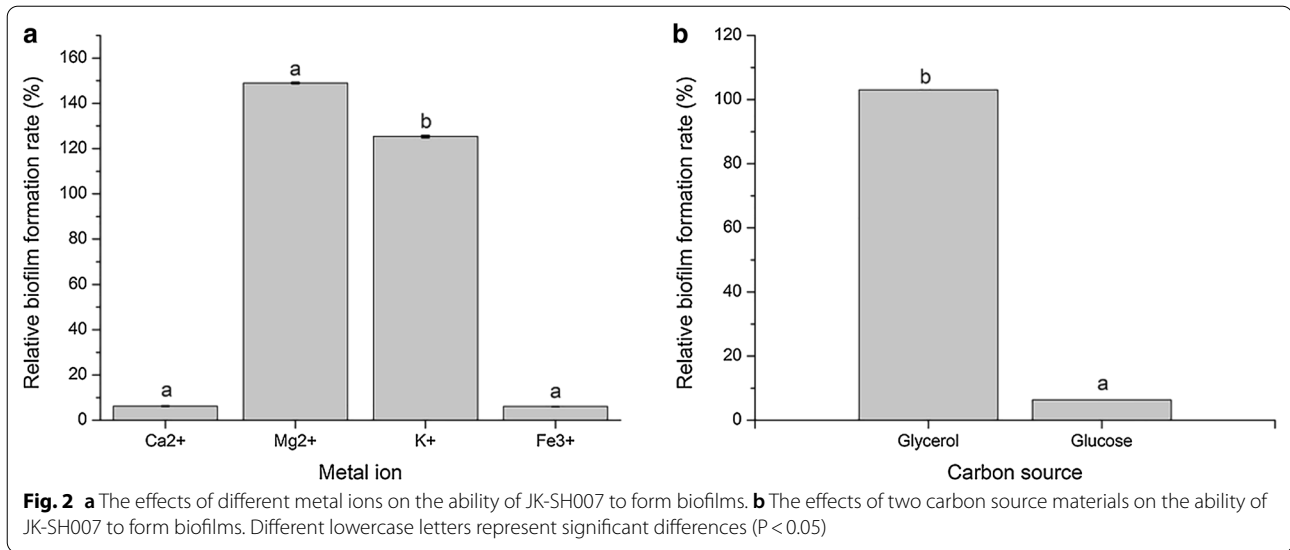 a
Relative biofilm formation rate (%)
160
140
120
100
80
60
40
20
0
a
a
b
a
Ca2+ Mg2+ K+ Fe3+
Metal ion
b
Relative biofilm formation rate (%)
120
100
80
60
40
20
0
b
a
Glycerol Glucose
Carbon source
Fig. 2 a The effects of different metal ions on the ability of JK-SH007 to form biofilms. b The effects of two carbon source materials on the ability of
JK-SH007 to form biofilms. Different lowercase letters represent significant differences (P < 0.05)